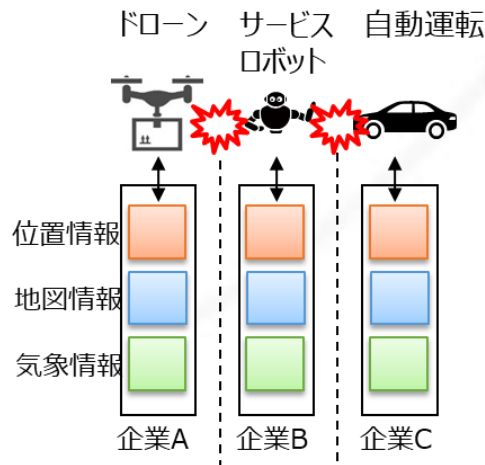 ドローン
サービス
ロボット
自動運転
位置情報
地図情報
気象情報
企業A
企業B
企業C